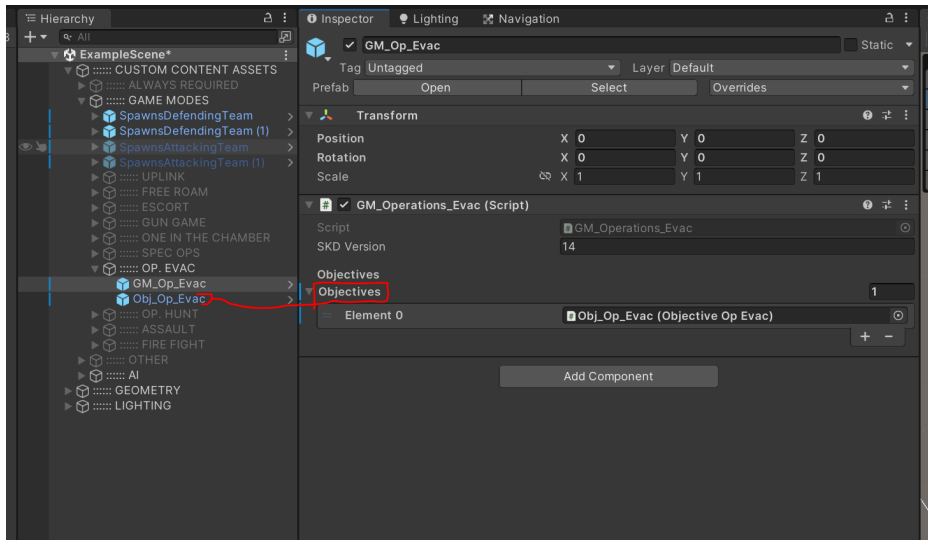 Hierarchy
All
ExampleScene*
:::::: CUSTOM CONTENT ASSETS
:::::: ALWAYS REQUIRED
:::::: GAME MODES
SpawnsDefendingTeam
SpawnsDefendingTeam (1)
SpawnsAttackingTeam
SpawnsAttackingTeam (1)
:::::: UPLINK
:::::: FREE ROAM
:::::: ESCORT
:::::: GUN GAME
:::::: ONE IN THE CHAMBER
:::::: SPEC OPS
:::::: OP. EVAC
GM_Op_Evac
Obj_Op_Evac
:::::: OP. HUNT
:::::: ASSAULT
:::::: FIRE FIGHT
:::::: OTHER
:::::: AI
:::::: GEOMETRY
:::::: LIGHTING
Inspector Lighting Navigation
GM_Op_Evac Static
Tag Untagged Layer Default
Prefab Open Select Overrides
Transform
Position X 0 Y 0 Z 0
Rotation X 0 Y 0 Z 0
Scale X 1 Y 1 Z 1
GM_Operations_Evac (Script)
Script GM_Operations_Evac
SKD Version 14
Objectives
Objectives 1
Element 0 Obj_Op_Evac (Objective Op Evac)
+ -
Add Component